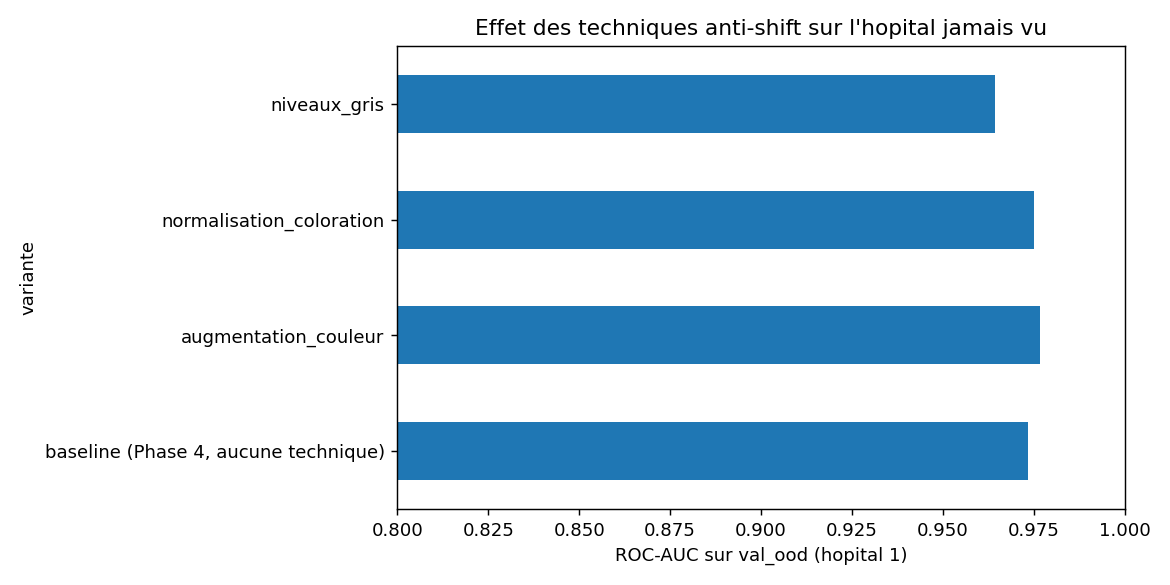 Effet des techniques anti-shift sur l'hopital jamais vu
variante
niveaux_gris
normalisation_coloration
augmentation_couleur
baseline (Phase 4, aucune technique)
0.800 0.825 0.850 0.875 0.900 0.925 0.950 0.975 1.000
ROC-AUC sur val_ood (hopital 1)